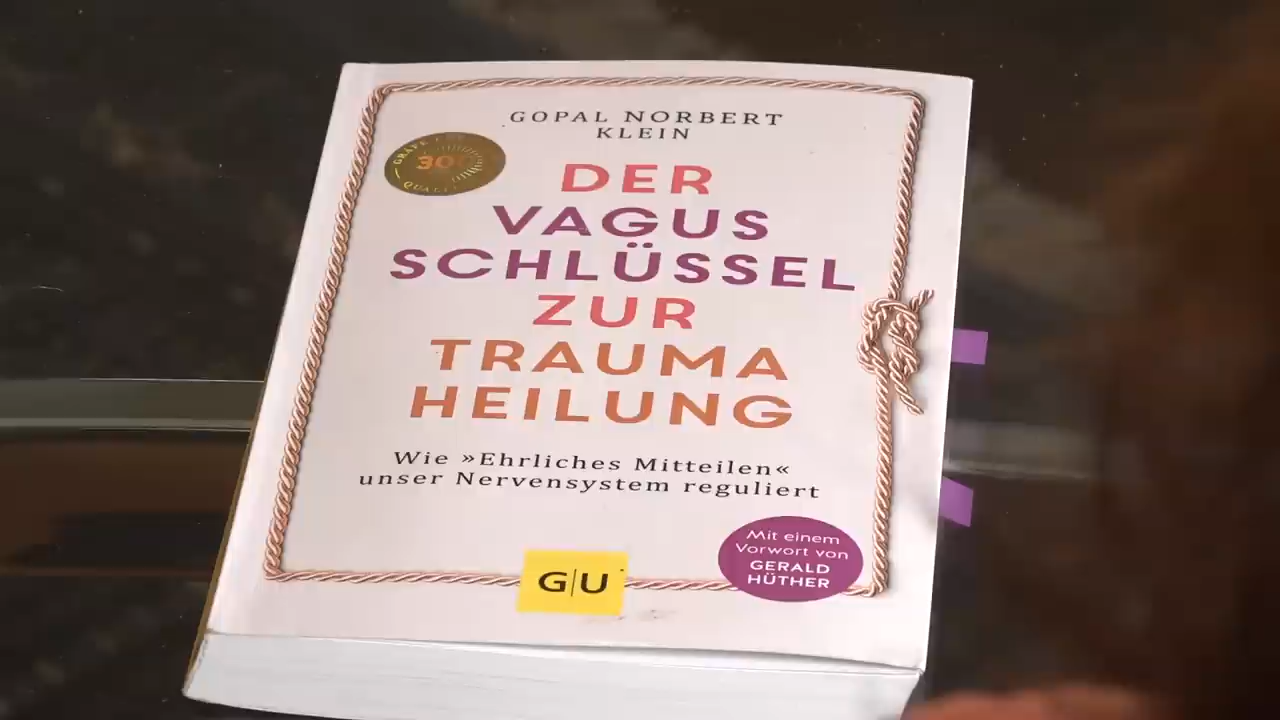 GOPAL NORBERT
KLEIN
30
DER
VAGUS
SCHLÜSSEL
ZUR
TRAUMA
HEILUNG
Wie »Ehrliches Mitteilen«
unser Nervensystem reguliert
Mit einem
Vorwort von
GERALD
HÜTHER
G|U